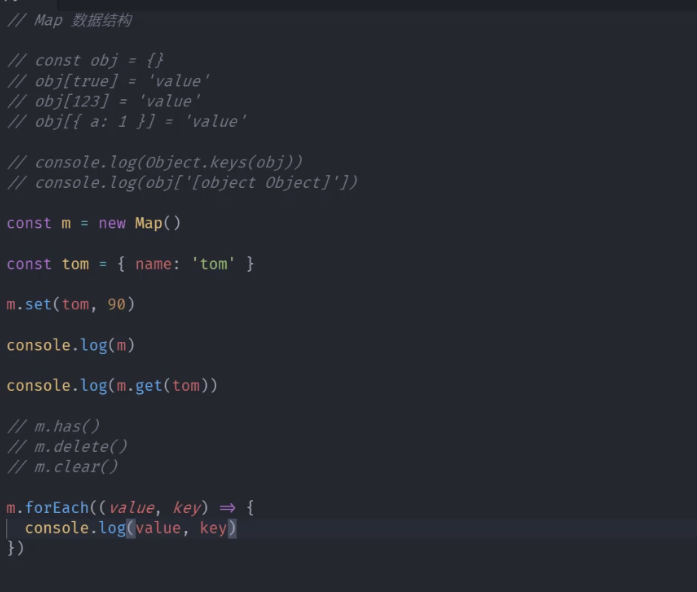 // Map 数据结构
// const obj = {}
// obj[true] = 'value'
// obj[123] = 'value'
// obj[{ a: 1 }] = 'value'
// console.log(Object.keys(obj))
// console.log(obj['[object Object]'])
const m = new Map()
const tom = { name: 'tom' }
m.set(tom, 90)
console.log(m)
console.log(m.get(tom))
// m.has()
// m.delete()
// m.clear()
m.forEach((value, key) => {
  console.log(value, key)
})